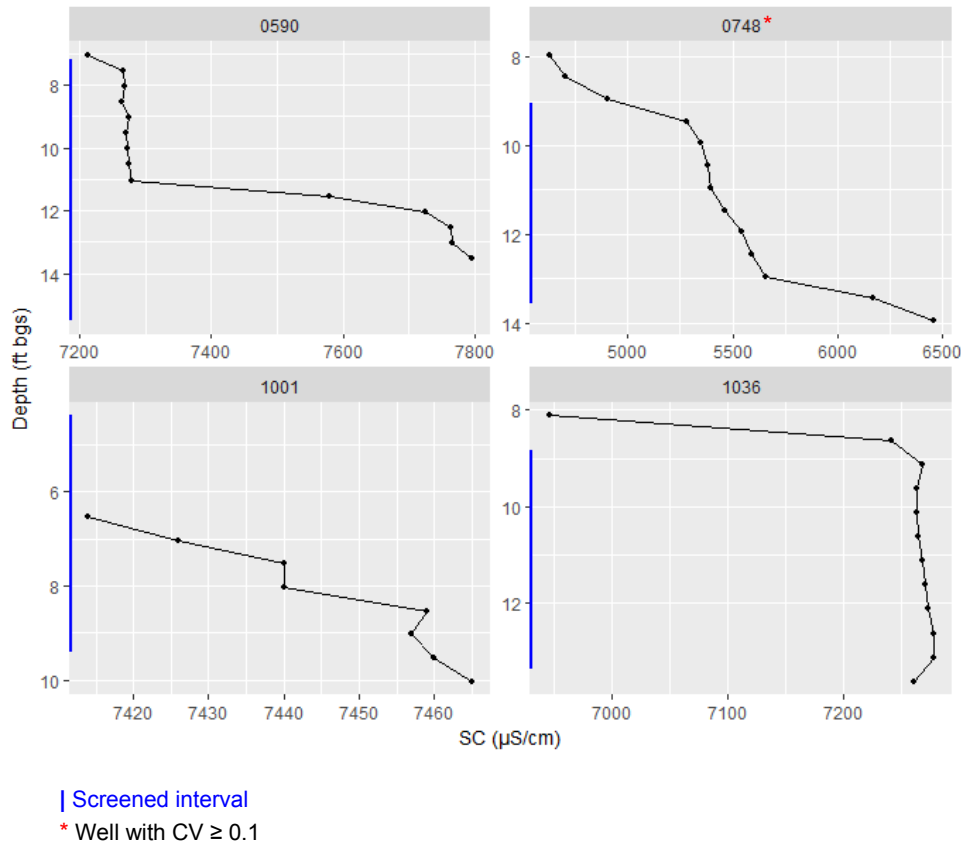 0590
0748*
8
10
12
14
7200 7400 7600 7800
8
10
12
14
5000 5500 6000 6500
Depth (ft bgs)
1001
1036
6
8
10
7420 7430 7440 7450 7460
8
10
12
7000 7100 7200
SC (µS/cm)
| Screened interval
* Well with CV ≥ 0.1